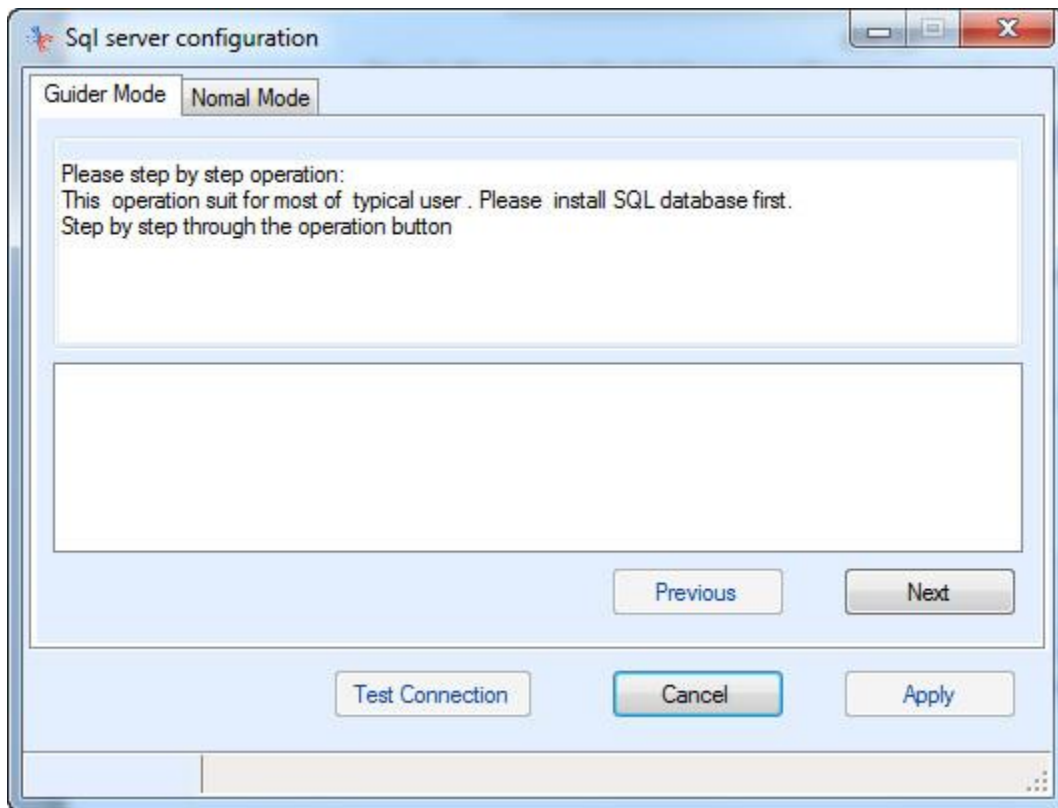 Sql server configuration
Guider Mode
Nomal Mode
Please step by step operation:
This  operation suit for most of  typical user . Please  install SQL database first.
Step by step through the operation button
Previous
Next
Test Connection
Cancel
Apply